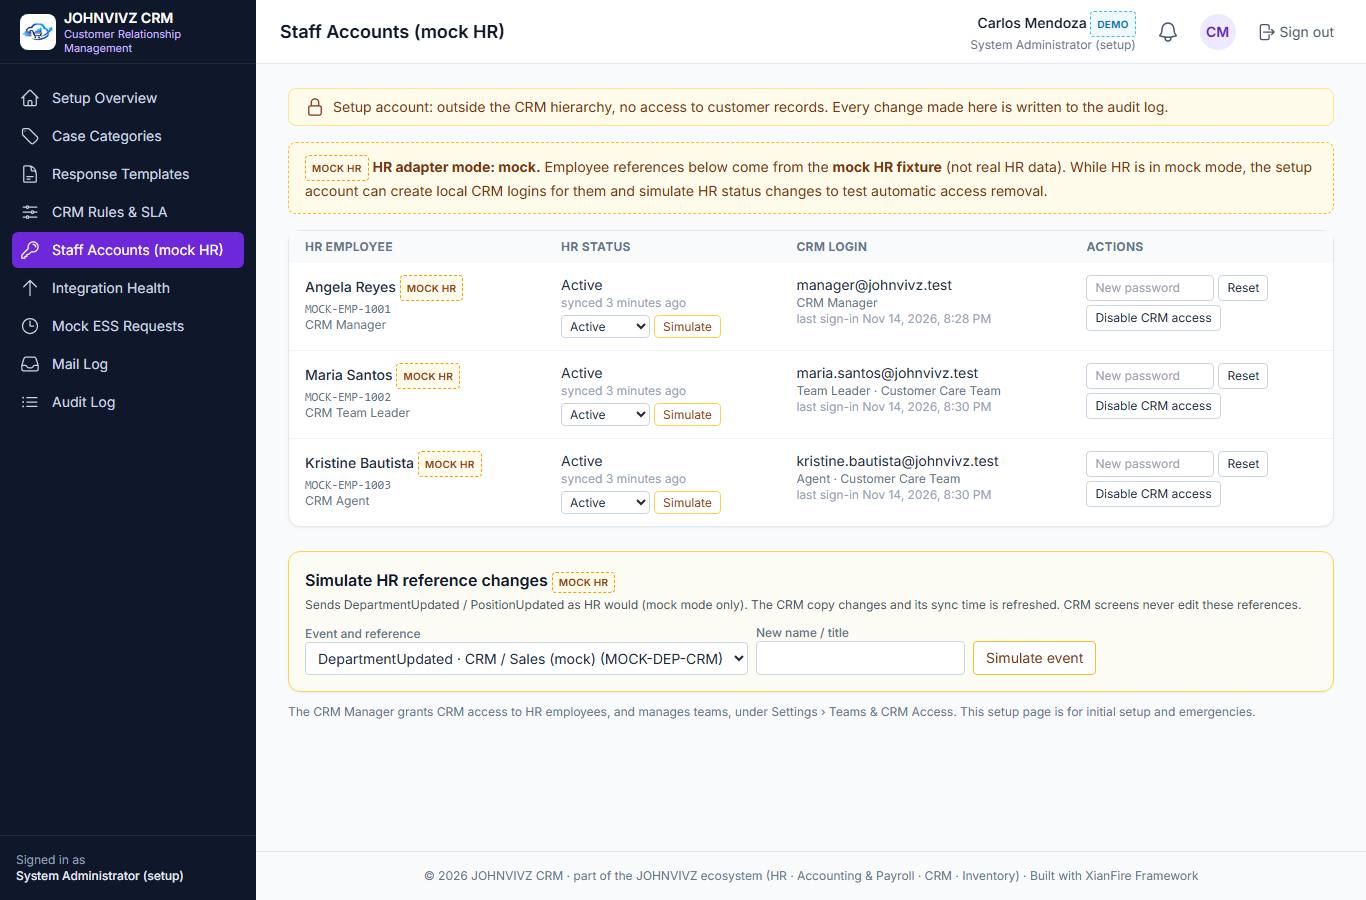 JOHNVIVZ CRM
Customer Relationship
Management
Staff Accounts (mock HR)
Carlos Mendoza DEMO
System Administrator (setup)
CM
Sign out
Setup Overview
Case Categories
Response Templates
CRM Rules & SLA
Staff Accounts (mock HR)
Integration Health
Mock ESS Requests
Mail Log
Audit Log
Signed in as
System Administrator (setup)
Setup account: outside the CRM hierarchy, no access to customer records. Every change made here is written to the audit log.
MOCK HR HR adapter mode: mock. Employee references below come from the mock HR fixture (not real HR data). While HR is in mock mode, the setup
account can create local CRM logins for them and simulate HR status changes to test automatic access removal.
HR EMPLOYEE HR STATUS CRM LOGIN ACTIONS
Angela Reyes MOCK HR
MOCK-EMP-1001
CRM Manager
Active
synced 3 minutes ago
Active Simulate
manager@johnvivz.test
CRM Manager
last sign-in Nov 14, 2026, 8:28 PM
New password Reset
Disable CRM access
Maria Santos MOCK HR
MOCK-EMP-1002
CRM Team Leader
Active
synced 3 minutes ago
Active Simulate
maria.santos@johnvivz.test
Team Leader · Customer Care Team
last sign-in Nov 14, 2026, 8:30 PM
New password Reset
Disable CRM access
Kristine Bautista MOCK HR
MOCK-EMP-1003
CRM Agent
Active
synced 3 minutes ago
Active Simulate
kristine.bautista@johnvivz.test
Agent · Customer Care Team
last sign-in Nov 14, 2026, 8:30 PM
New password Reset
Disable CRM access
Simulate HR reference changes MOCK HR
Sends DepartmentUpdated / PositionUpdated as HR would (mock mode only). The CRM copy changes and its sync time is refreshed. CRM screens never edit these references.
Event and reference
DepartmentUpdated · CRM / Sales (mock) (MOCK-DEP-CRM)
New name / title
Simulate event
The CRM Manager grants CRM access to HR employees, and manages teams, under Settings › Teams & CRM Access. This setup page is for initial setup and emergencies.
© 2026 JOHNVIVZ CRM · part of the JOHNVIVZ ecosystem (HR · Accounting & Payroll · CRM · Inventory) · Built with XianFire Framework